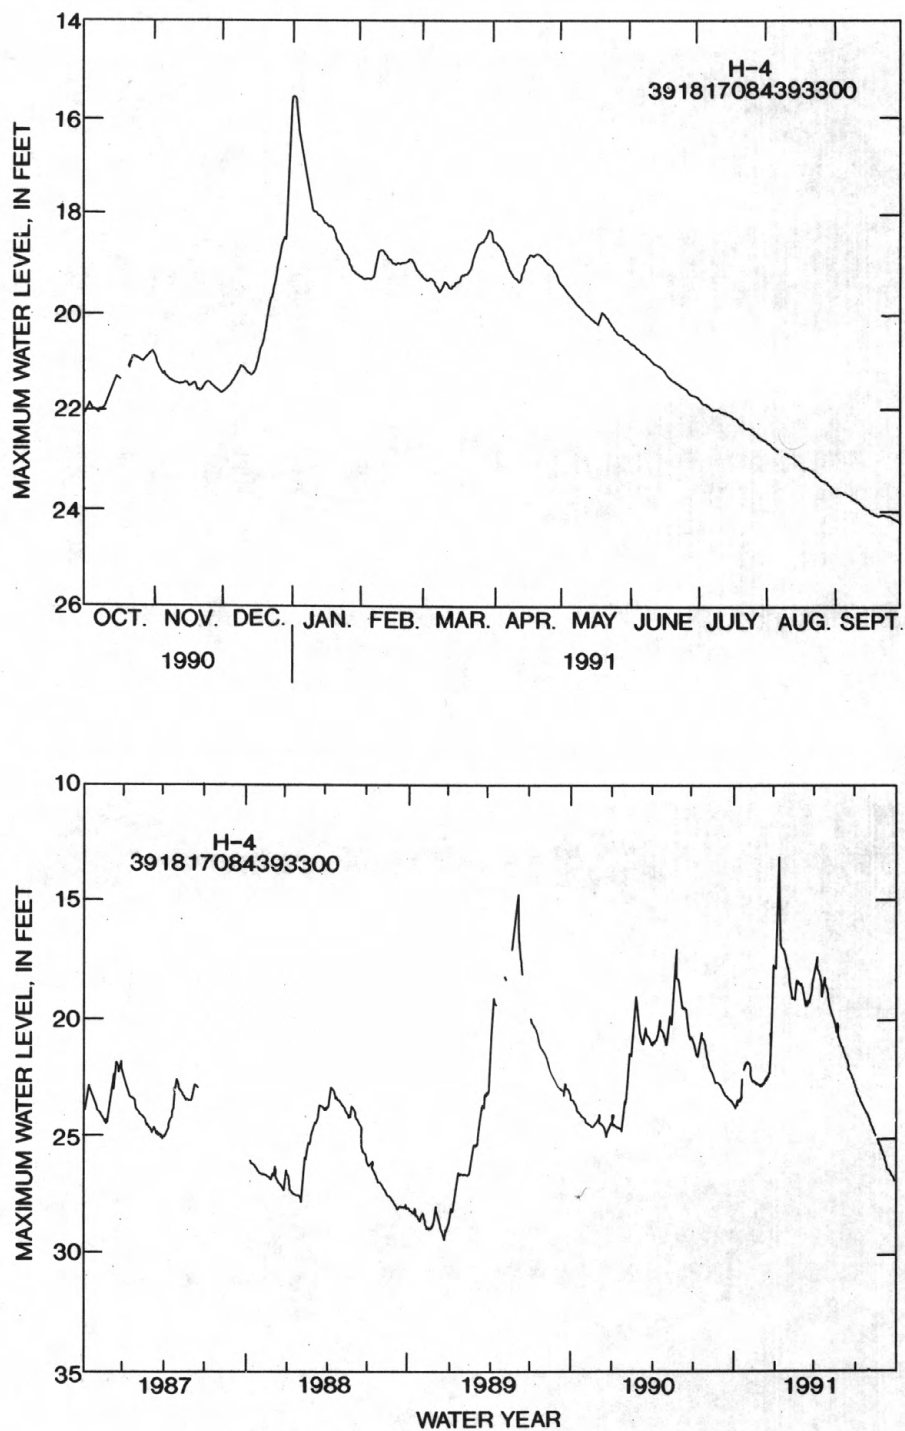 14
H-4
391817084393300
16
18
20
22
24
26
MAXIMUM WATER LEVEL, IN FEET
OCT. NOV. DEC. JAN. FEB. MAR. APR. MAY JUNE JULY AUG. SEPT.
1990 1991
10
H-4
391817084393300
15
20
25
30
35
MAXIMUM WATER LEVEL, IN FEET
1987 1988 1989 1990 1991
WATER YEAR